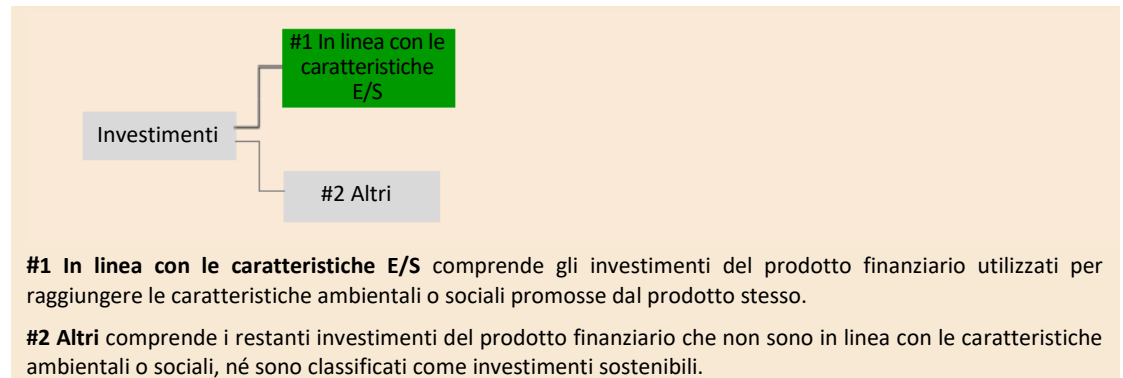 #1 In linea con le
caratteristiche
E/S
Investimenti
#2 Altri
#1 In linea con le caratteristiche E/S comprende gli investimenti del prodotto finanziario utilizzati per
raggiungere le caratteristiche ambientali o sociali promosse dal prodotto stesso.
#2 Altri comprende i restanti investimenti del prodotto finanziario che non sono in linea con le caratteristiche
ambientali o sociali, né sono classificati come investimenti sostenibili.